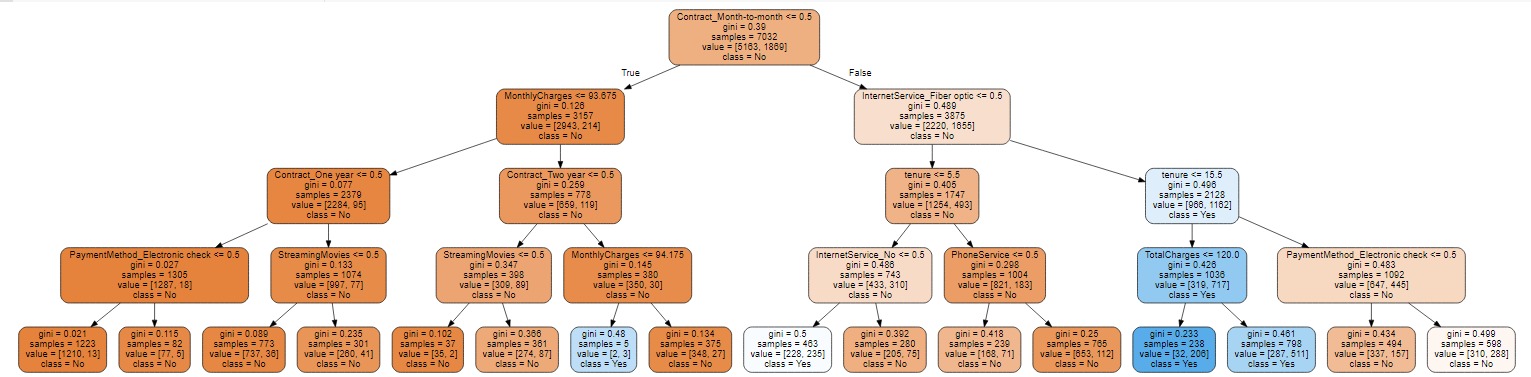 Contract_Month-to-month <= 0.5
gini = 0.39
samples = 7032
value = [5163, 1869]
class = No
True
False
MonthlyCharges <= 93.675
gini = 0.126
samples = 3157
value = [2943, 214]
class = No
InternetService_Fiber optic <= 0.5
gini = 0.489
samples = 3875
value = [2220, 1655]
class = No
Contract_One year <= 0.5
gini = 0.077
samples = 2379
value = [2284, 95]
class = No
Contract_Two year <= 0.5
gini = 0.259
samples = 778
value = [659, 119]
class = No
tenure <= 5.5
gini = 0.405
samples = 1747
value = [1254, 493]
class = No
tenure <= 15.5
gini = 0.496
samples = 2128
value = [966, 1162]
class = Yes
PaymentMethod_Electronic check <= 0.5
gini = 0.027
samples = 1305
value = [1287, 18]
class = No
StreamingMovies <= 0.5
gini = 0.133
samples = 1074
value = [997, 77]
class = No
StreamingMovies <= 0.5
gini = 0.347
samples = 398
value = [309, 89]
class = No
MonthlyCharges <= 94.175
gini = 0.145
samples = 380
value = [350, 30]
class = No
InternetService_No <= 0.5
gini = 0.486
samples = 743
value = [433, 310]
class = No
PhoneService <= 0.5
gini = 0.298
samples = 1004
value = [821, 183]
class = No
TotalCharges <= 120.0
gini = 0.426
samples = 1036
value = [319, 717]
class = Yes
PaymentMethod_Electronic check <= 0.5
gini = 0.483
samples = 1092
value = [647, 445]
class = No
gini = 0.021
samples = 1223
value = [1210, 13]
class = No
gini = 0.115
samples = 82
value = [77, 5]
class = No
gini = 0.089
samples = 773
value = [737, 36]
class = No
gini = 0.235
samples = 301
value = [260, 41]
class = No
gini = 0.102
samples = 37
value = [35, 2]
class = No
gini = 0.366
samples = 361
value = [274, 87]
class = No
gini = 0.48
samples = 5
value = [2, 3]
class = Yes
gini = 0.134
samples = 375
value = [348, 27]
class = No
gini = 0.5
samples = 463
value = [228, 235]
class = Yes
gini = 0.392
samples = 280
value = [205, 75]
class = No
gini = 0.418
samples = 239
value = [168, 71]
class = No
gini = 0.25
samples = 765
value = [653, 112]
class = No
gini = 0.233
samples = 238
value = [32, 206]
class = Yes
gini = 0.461
samples = 798
value = [287, 511]
class = Yes
gini = 0.434
samples = 494
value = [337, 157]
class = No
gini = 0.499
samples = 598
value = [310, 288]
class = No